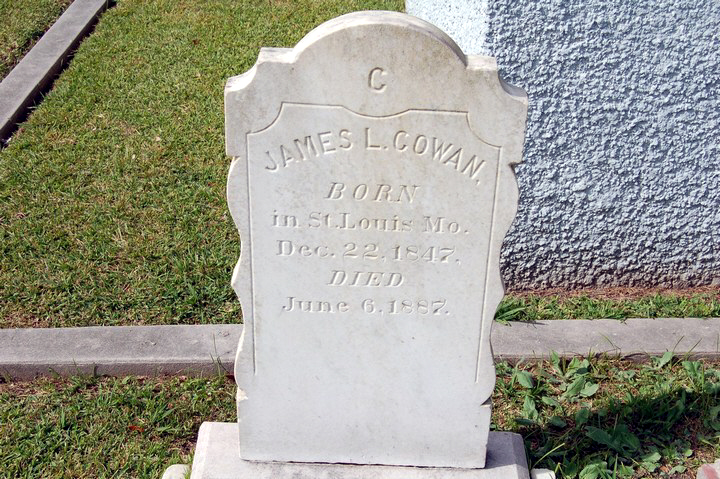 C
JAMES L. COWAN.
BORN
in St. Louis Mo.
Dec. 22. 1847.
DIED
June 6. 1887.